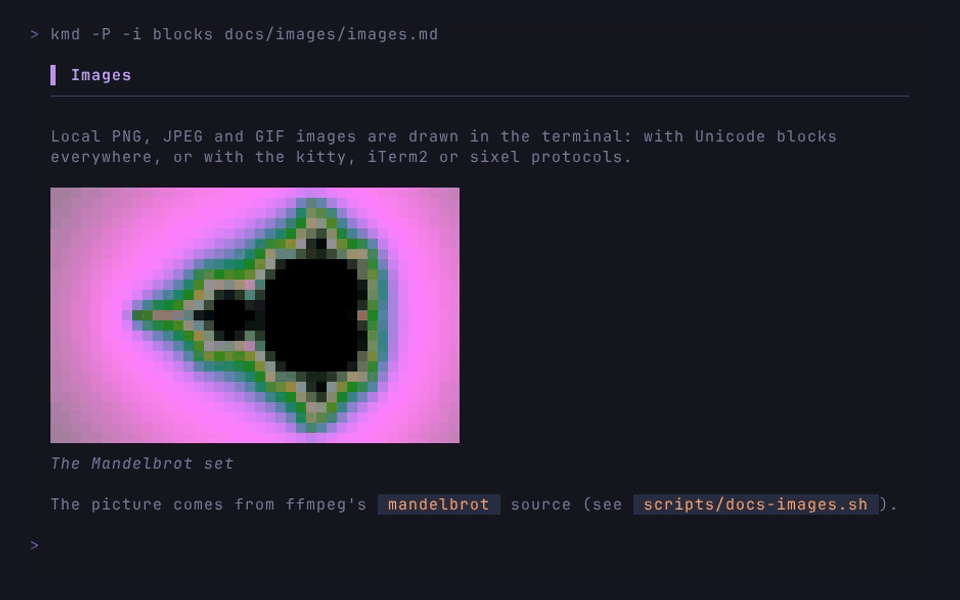 > kmd -P -i blocks docs/images/images.md
Images
Local PNG, JPEG and GIF images are drawn in the terminal: with Unicode blocks
everywhere, or with the kitty, iTerm2 or sixel protocols.
The Mandelbrot set
The picture comes from ffmpeg's mandelbrot source (see scripts/docs-images.sh ).
>